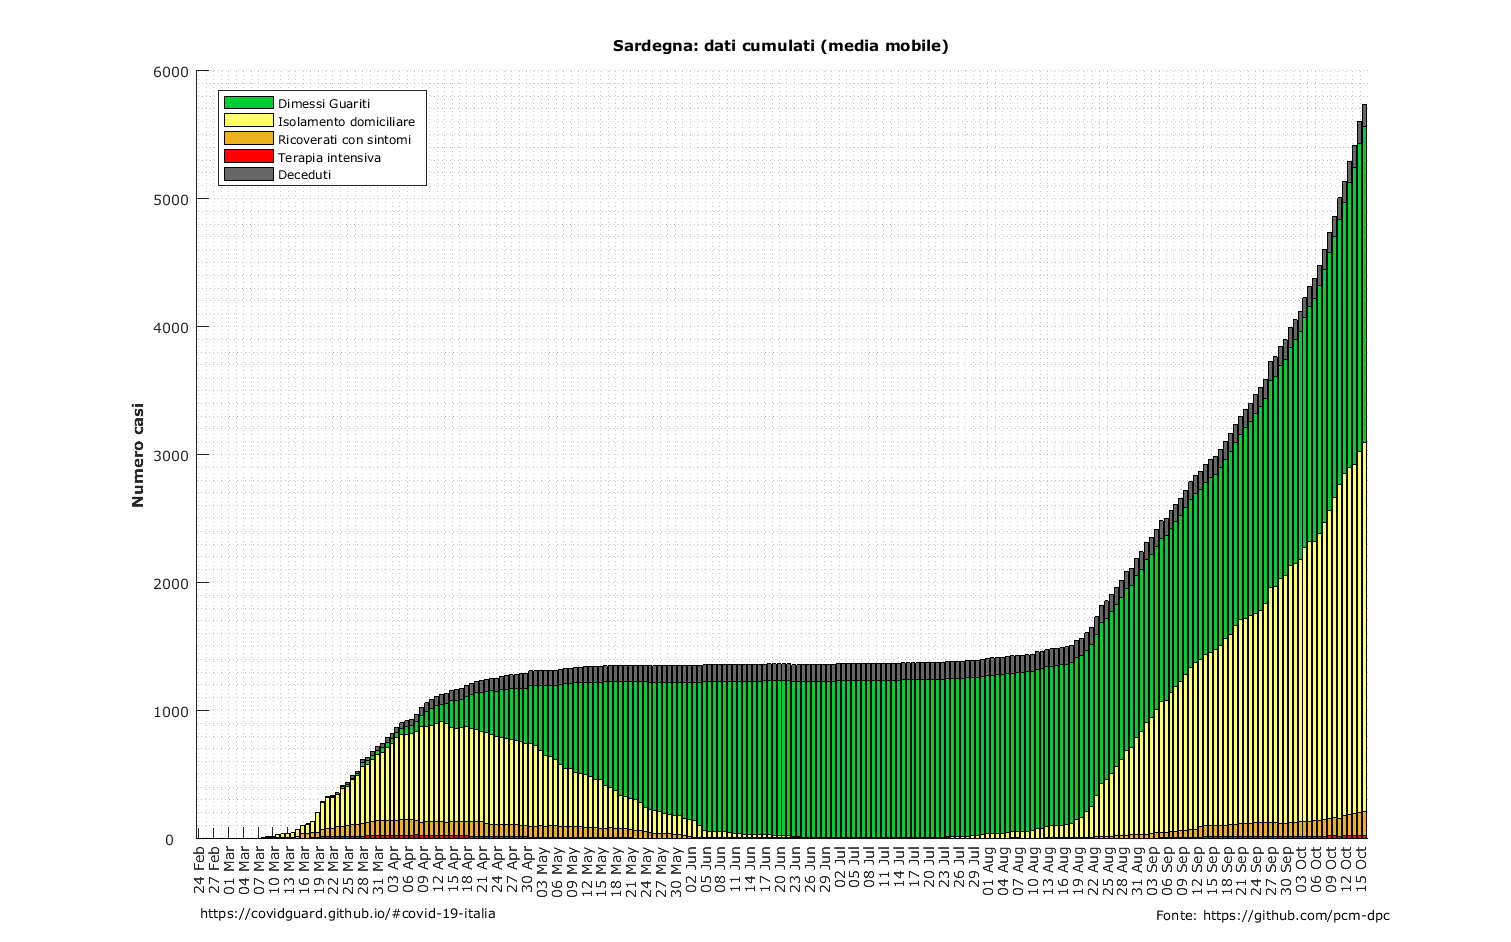 Sardegna: dati cumulati (media mobile)
6000
5000
4000
3000
2000
1000
0
Numero casi
Dimessi Guariti
Isolamento domiciliare
Ricoverati con sintomi
Terapia intensiva
Deceduti
24 Feb
27 Feb
01 Mar
04 Mar
07 Mar
10 Mar
13 Mar
16 Mar
19 Mar
22 Mar
25 Mar
28 Mar
31 Mar
03 Apr
06 Apr
09 Apr
12 Apr
15 Apr
18 Apr
21 Apr
24 Apr
27 Apr
30 Apr
03 May
06 May
09 May
12 May
15 May
18 May
21 May
24 May
27 May
30 May
02 Jun
05 Jun
08 Jun
11 Jun
14 Jun
17 Jun
20 Jun
23 Jun
26 Jun
29 Jun
02 Jul
05 Jul
08 Jul
11 Jul
14 Jul
17 Jul
20 Jul
23 Jul
26 Jul
29 Jul
01 Aug
04 Aug
07 Aug
10 Aug
13 Aug
16 Aug
19 Aug
22 Aug
25 Aug
28 Aug
31 Aug
03 Sep
06 Sep
09 Sep
12 Sep
15 Sep
18 Sep
21 Sep
24 Sep
27 Sep
30 Sep
03 Oct
06 Oct
09 Oct
12 Oct
15 Oct
https://covidguard.github.io/#covid-19-italia
Fonte: https://github.com/pcm-dpc